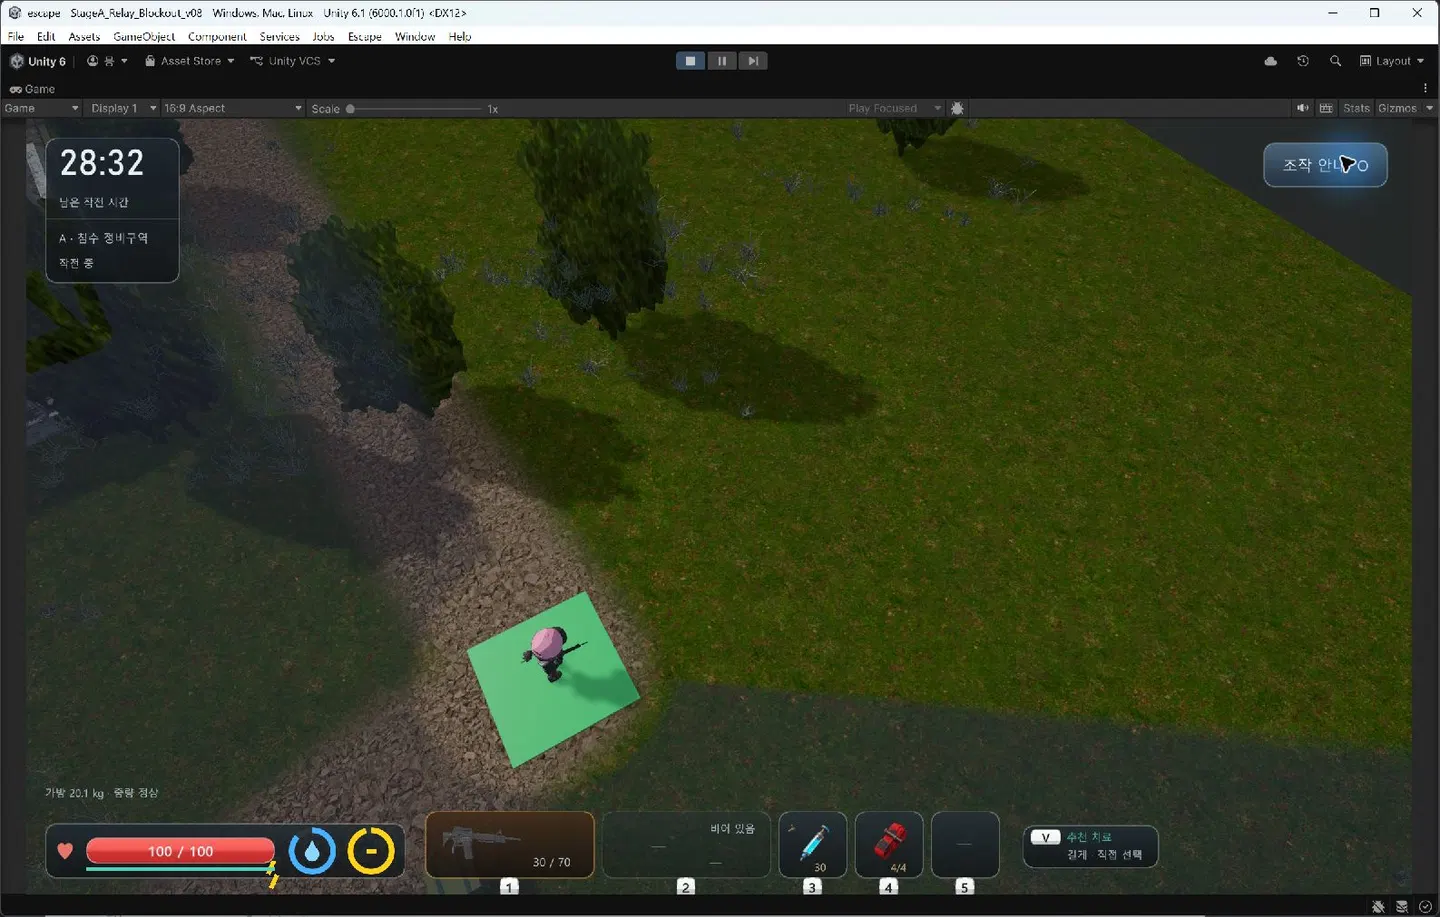 escape - StageA_Relay_Blockout_v08 - Windows, Mac, Linux - Unity 6.1 (6000.1.0f1) <DX12>
File Edit Assets GameObject Component Services Jobs Escape Window Help
Unity 6 Asset Store Unity VCS Layout
Game
Game Display 1 16:9 Aspect Scale 1x Play Focused Stats Gizmos
28:32
남은 작전 시간
A · 침수 정비구역
작전 중
조작 안내 O
가방 20.1 kg · 중량 정상
100 / 100
30 / 70
1
비어 있음
2
30
3
4/4
4
5
V 추천 치료
길게 · 직접 선택